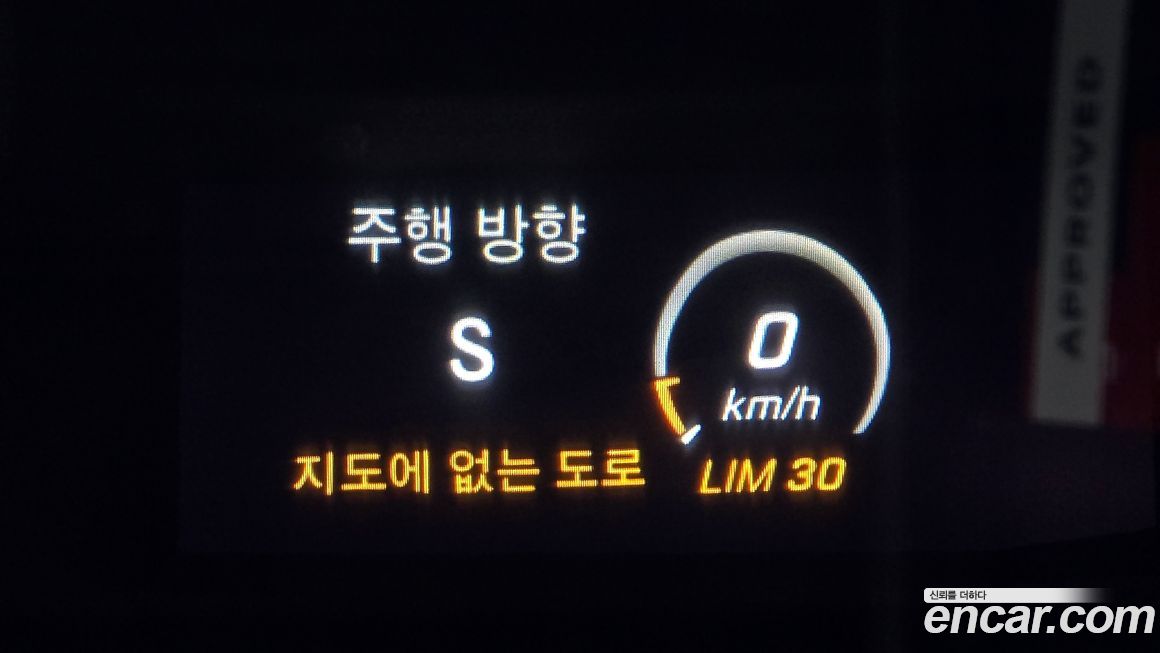 주행 방향
S
0
km/h
지도에 없는 도로
LIM 30
APPROVED
신뢰를 더하다
encar.com